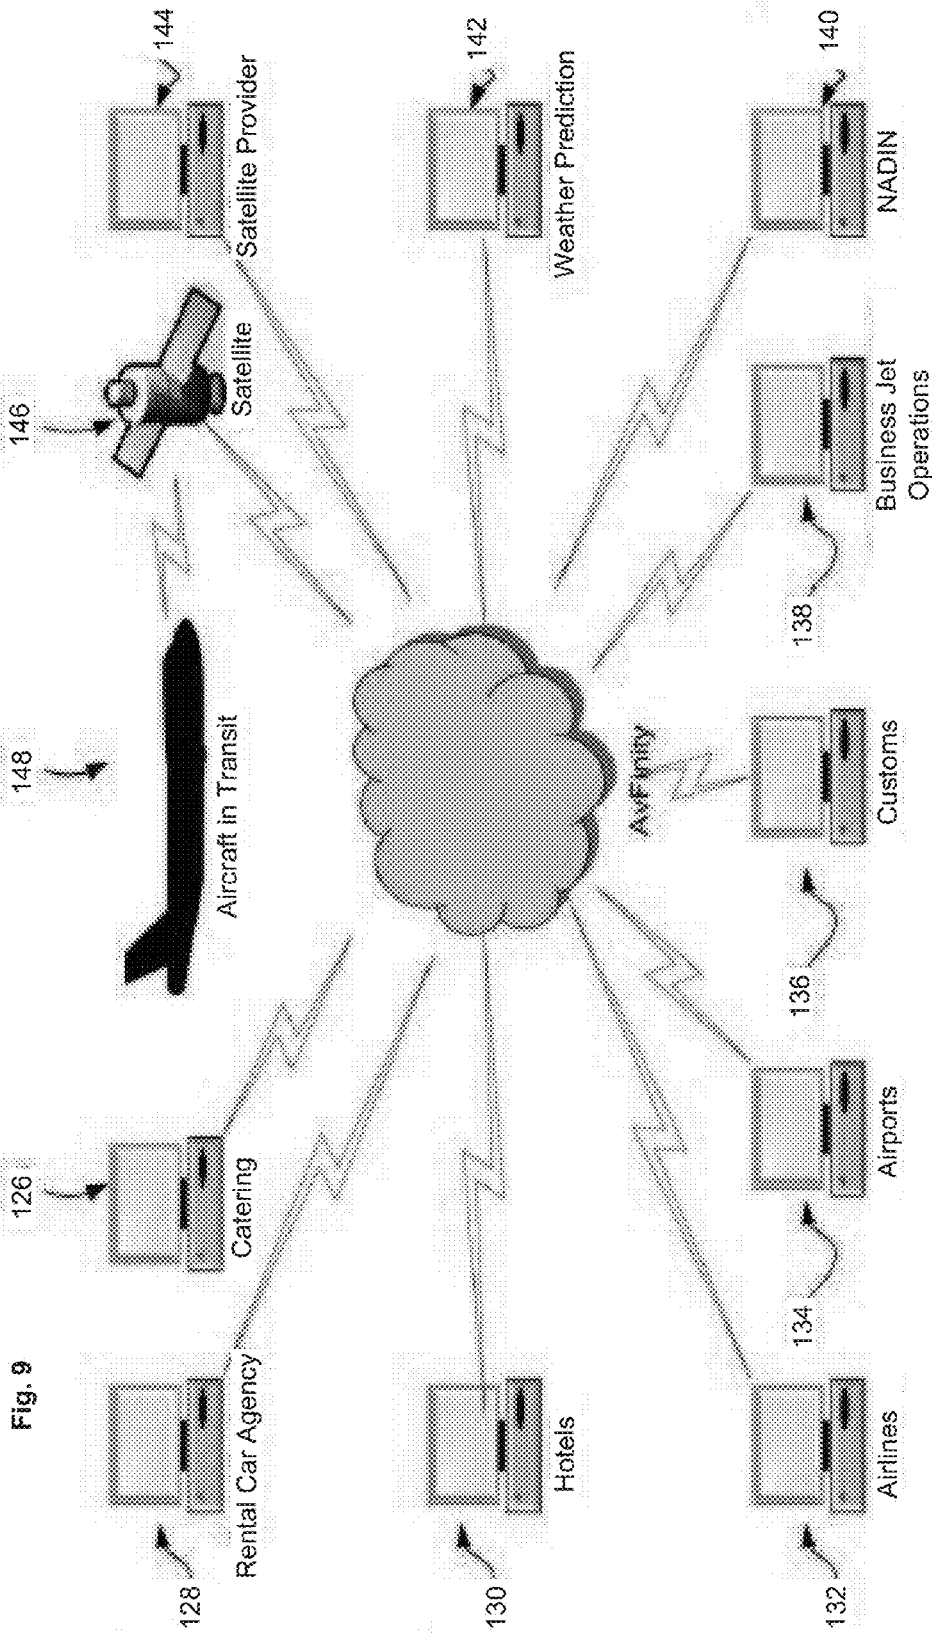 Fig. 9
126
148
146
144
Catering
Aircraft in Transit
Satellite
Satellite Provider
128
Rental Car Agency
130
Hotels
142
Weather Prediction
AvFinity
132
Airlines
134
Airports
136
Customs
138
Business Jet
Operations
140
NADIN